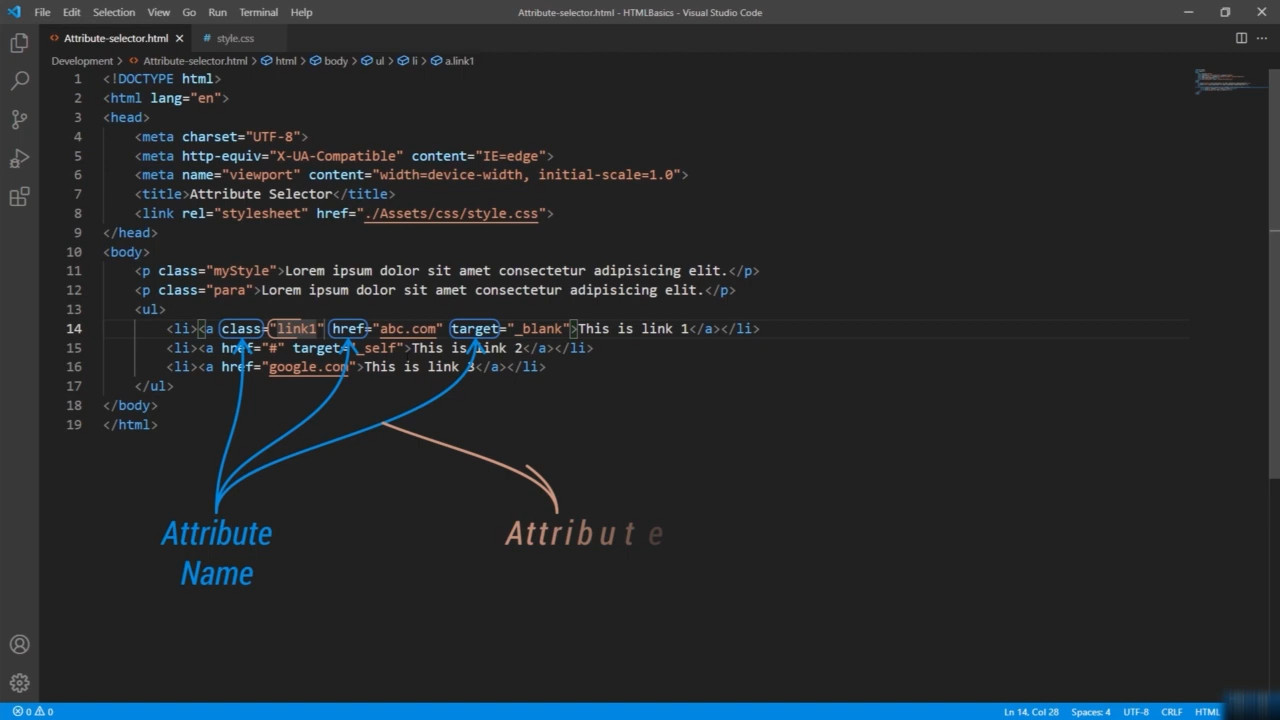 File Edit Selection View Go Run Terminal Help
Attribute-selector.html - HTMLBasics - Visual Studio Code
Attribute-selector.html
# style.css
Development > Attribute-selector.html > html > body > ul > li > a.link1
1 <!DOCTYPE html>
2 <html lang="en">
3 <head>
4 <meta charset="UTF-8">
5 <meta http-equiv="X-UA-Compatible" content="IE=edge">
6 <meta name="viewport" content="width=device-width, initial-scale=1.0">
7 <title>Attribute Selector</title>
8 <link rel="stylesheet" href="./Assets/css/style.css">
9 </head>
10 <body>
11 <p class="myStyle">Lorem ipsum dolor sit amet consectetur adipisicing elit.</p>
12 <p class="para">Lorem ipsum dolor sit amet consectetur adipisicing elit.</p>
13 <ul>
14 <li><a class="link1" href="abc.com" target="_blank">This is link 1</a></li>
15 <li><a href="#" target="_self">This is link 2</a></li>
16 <li><a href="google.com">This is link 3</a></li>
17 </ul>
18 </body>
19 </html>
Attribute
Name
Attribute
0 0
Ln 14, Col 28 Spaces: 4 UTF-8 CRLF HTML